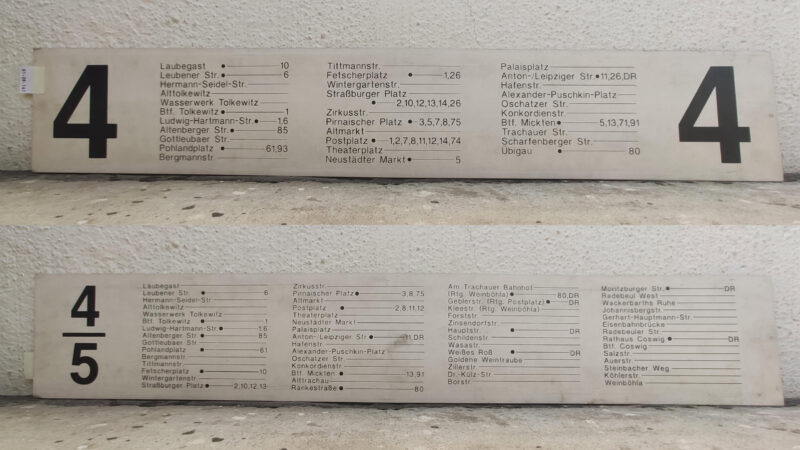 4
Laubegast 10
Leubener Str. 6
Hermann-Seidel-Str.
Alttolkewitz
Wasserwerk Tolkewitz
Btf. Tolkewitz 1
Ludwig-Hartmann-Str. 1,6
Altenberger Str. 85
Gottleubaer Str.
Pohlandplatz 61,93
Bergmannstr.
Tittmannstr.
Fetscherplatz 1,26
Wintergartenstr.
Straßburger Platz
2,10,12,13,14,26
Zirkusstr.
Pirnaischer Platz 3,5,7,8,75
Altmarkt
Postplatz 1,2,7,8,11,12,14,74
Theaterplatz
Neustädter Markt 5
Palaisplatz
Anton-/Leipziger Str. 11,26,DR
Hafenstr.
Alexander-Puschkin-Platz
Oschatzer Str.
Konkordienstr.
Btf. Mickten 5,13,71,91
Trachauer Str.
Scharfenberger Str.
Übigau 80
4
4
5
Laubegast
Leubener Str. 6
Hermann-Seidel-Str.
Alttolkewitz
Wasserwerk Tolkewitz
Btf. Tolkewitz 1
Ludwig-Hartmann-Str. 1,6
Altenberger Str. 85
Gottleubaer Str.
Pohlandplatz 61
Bergmannstr.
Tittmannstr.
Fetscherplatz 10
Wintergartenstr.
Straßburger Platz 2,10,12,13
Zirkusstr.
Pirnaischer Platz 3,8,75
Altmarkt
Postplatz 2,8,11,12
Theaterplatz
Neustädter Markt
Palaisplatz
Anton-/Leipziger Str. 11,DR
Hafenstr.
Alexander-Puschkin-Platz
Oschatzer Str.
Konkordienstr.
Btf. Mickten 13,91
Alttrachau
Rankestraße 80
Am Trachauer Bahnhof
(Rtg. Weinböhla) 80,DR
Geblerstr. (Rtg. Postplatz) DR
Kleestr. (Rtg. Weinböhla)
Forststr.
Zinsendorfstr.
Hauptstr. DR
Schildenstr.
Wasastr.
Weißes Roß DR
Goldene Weintraube
Zillerstr.
Dr.-Külz-Str.
Borstr.
Moritzburger Str. DR
Radebeul West
Wackerbarths Ruhe
Johannisbergstr.
Gerhart-Hauptmann-Str.
Eisenbahnbrücke
Radebeuler Str.
Rathaus Coswig DR
Btf. Coswig
Salzstr.
Auerstr.
Steinbacher Weg
Köhlerstr.
Weinböhla